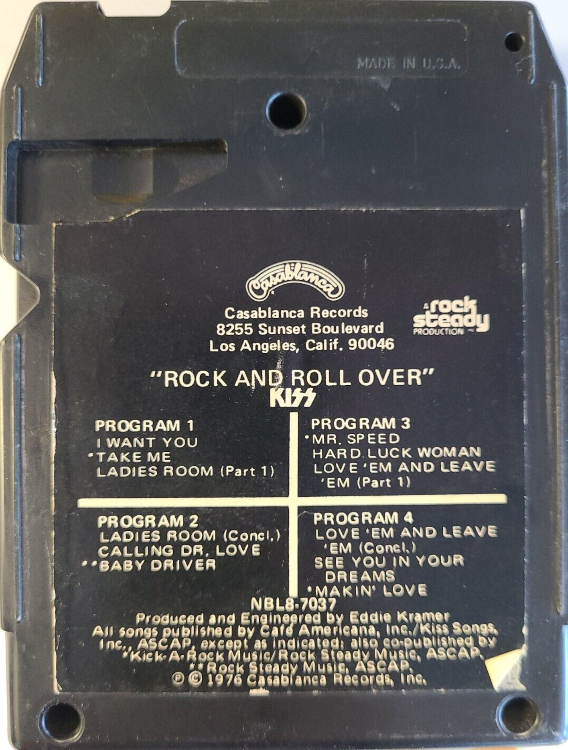 MADE IN U.S.A.
Casablanca
Casablanca Records
8255 Sunset Boulevard
Los Angeles, Calif. 90046
A rock
steady
PRODUCTION
"ROCK AND ROLL OVER"
KISS
PROGRAM 1
I WANT YOU
*TAKE ME
LADIES ROOM (Part 1)
PROGRAM 3
*MR. SPEED
HARD LUCK WOMAN
LOVE 'EM AND LEAVE
'EM (Part 1)
PROGRAM 2
LADIES ROOM (Concl.)
CALLING DR. LOVE
**BABY DRIVER
PROGRAM 4
LOVE 'EM AND LEAVE
'EM (Concl.)
SEE YOU IN YOUR
DREAMS
*MAKIN' LOVE
NBL8-7037
Produced and Engineered by Eddie Kramer
All songs published by Cafe Americana, Inc./Kiss Songs,
Inc., ASCAP, except as indicated; also co-published by
*Kick-A-Rock Music/Rock Steady Music, ASCAP,
**Rock Steady Music, ASCAP.
℗ © 1976 Casablanca Records, Inc.